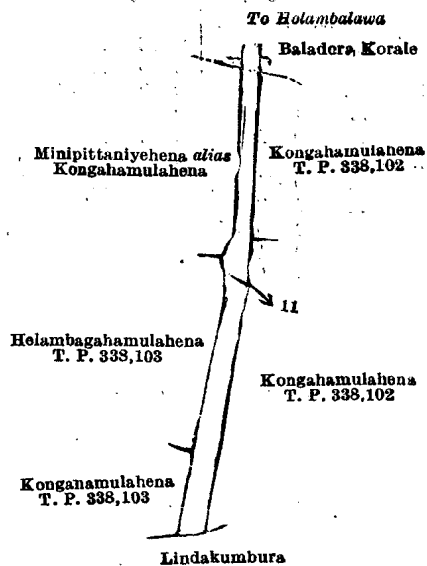 To Holambalawa
Baladora Korale
Minipittaniyehena alias
Kongahamulahena
Kongahamulahena
T. P. 338,102
11
Helambagahamulahena
T. P. 338,103
Kongahamulahena
T. P. 338,102
Konganamulahena
T. P. 338,103
Lindakumbura